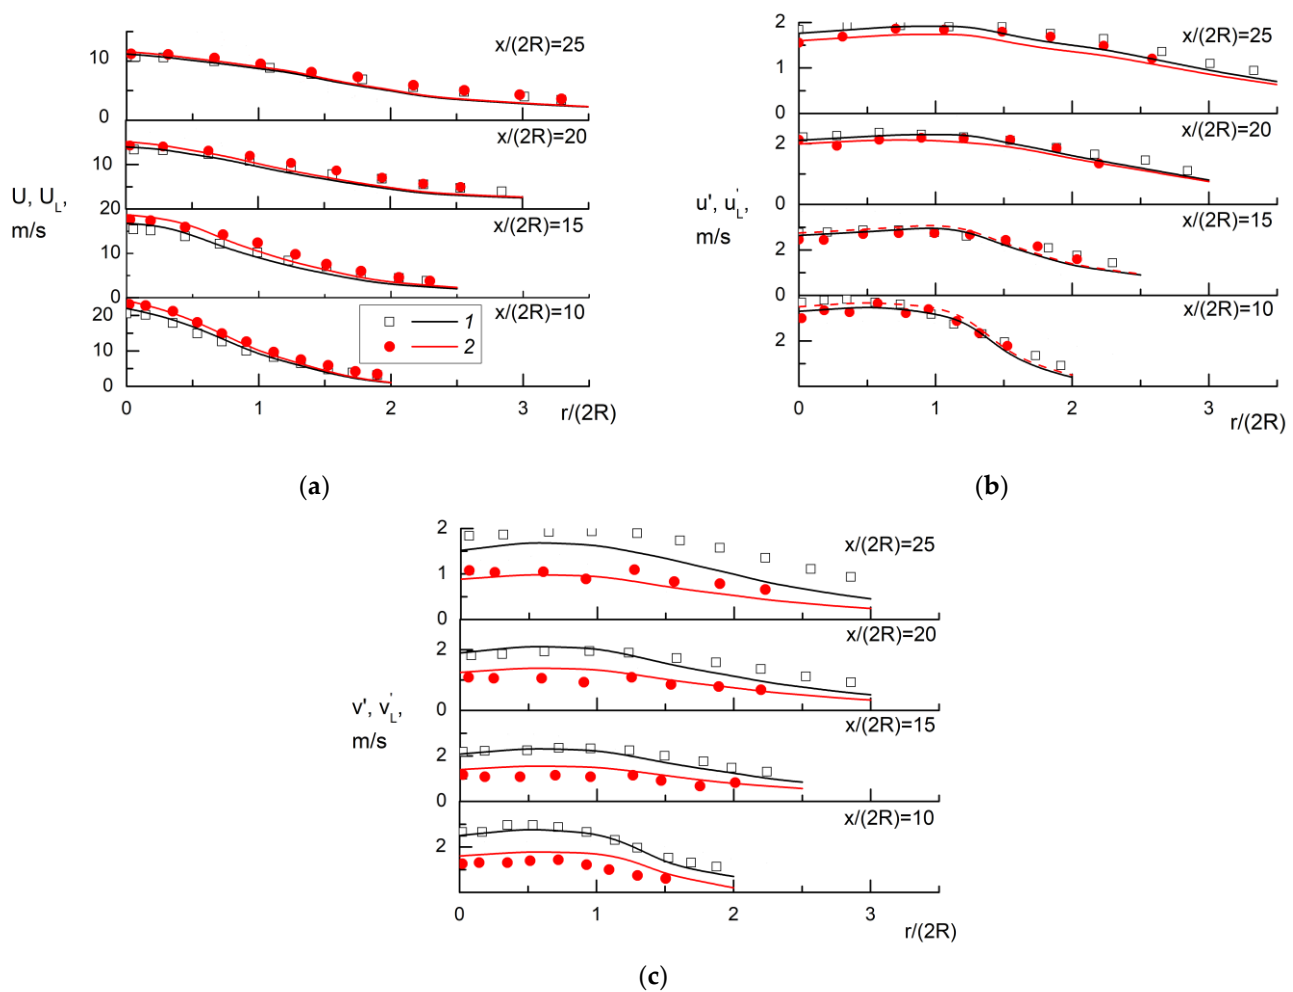 10
0
x/(2R)=25
10
x/(2R)=20
U, U_L,
m/s
20
10
0
x/(2R)=15
20
10
0
x/(2R)=10
1
2
0 1 2 3
r/(2R)
(a)
2
1
0
x/(2R)=25
2
0
x/(2R)=20
u', u'_L,
m/s
2
0
x/(2R)=15
2
x/(2R)=10
0 1 2 3
r/(2R)
(b)
2
1
0
x/(2R)=25
2
0
x/(2R)=20
v', v'_L,
m/s
2
0
x/(2R)=15
2
x/(2R)=10
0 1 2 3
r/(2R)
(c)